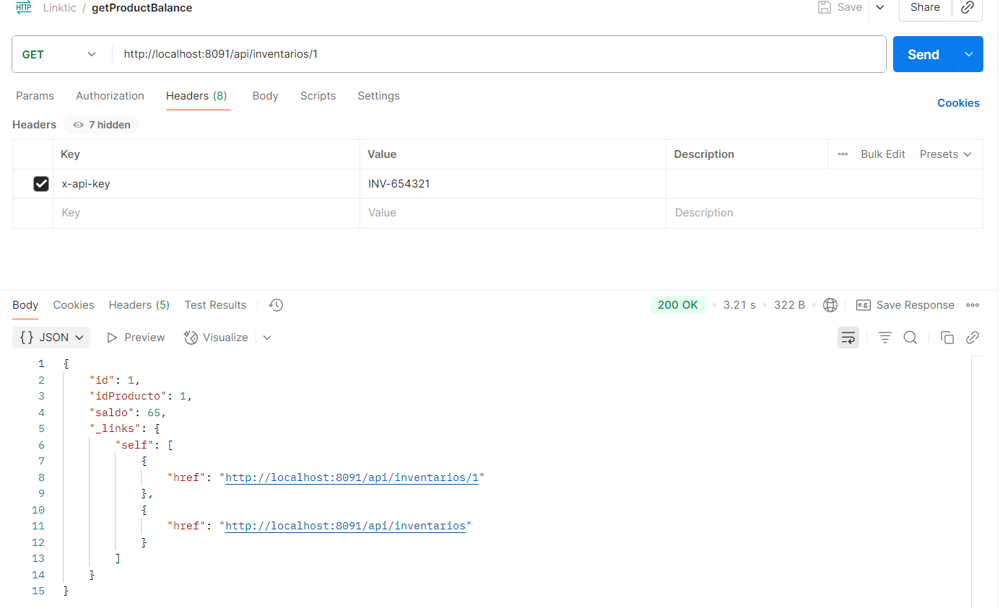 HTTP Linktic / getProductBalance Save Share
GET http://localhost:8091/api/inventarios/1 Send
Params Authorization Headers (8) Body Scripts Settings Cookies
Headers 7 hidden
Key Value Description Bulk Edit Presets
x-api-key INV-654321
Key Value Description
Body Cookies Headers (5) Test Results 200 OK • 3.21 s • 322 B • e.g. Save Response
{} JSON Preview Visualize
1 {
2 "id": 1,
3 "idProducto": 1,
4 "saldo": 65,
5 "_links": {
6 "self": [
7 {
8 "href": "http://localhost:8091/api/inventarios/1"
9 },
10 {
11 "href": "http://localhost:8091/api/inventarios"
12 }
13 ]
14 }
15 }